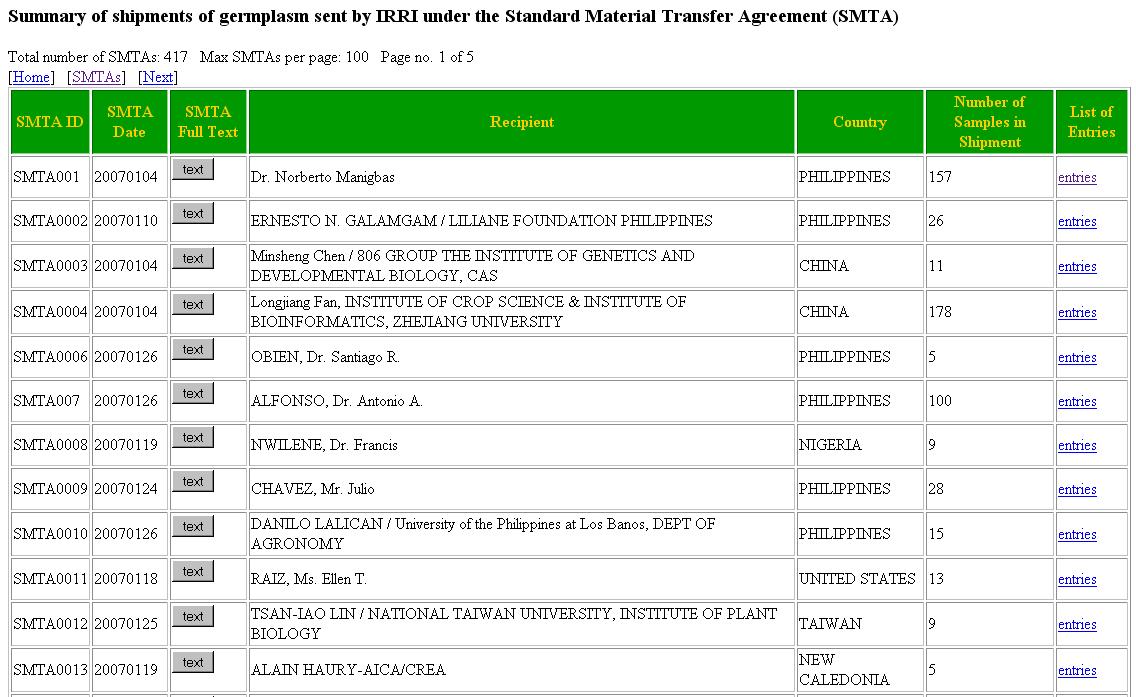 Summary of shipments of germplasm sent by IRRI under the Standard Material Transfer Agreement (SMTA)
Total number of SMTAs: 417 Max SMTAs per page: 100 Page no. 1 of 5
[Home] [SMTAs] [Next]
SMTA ID SMTA Date SMTA Full Text Recipient Country Number of Samples in Shipment List of Entries
SMTA001 20070104 text Dr. Norberto Manigbas PHILIPPINES 157 entries
SMTA0002 20070110 text ERNESTO N. GALAMGAM / LILIANE FOUNDATION PHILIPPINES PHILIPPINES 26 entries
SMTA0003 20070104 text Minsheng Chen / 806 GROUP THE INSTITUTE OF GENETICS AND
DEVELOPMENTAL BIOLOGY, CAS CHINA 11 entries
SMTA0004 20070104 text Longjiang Fan, INSTITUTE OF CROP SCIENCE & INSTITUTE OF
BIOINFORMATICS, ZHEJIANG UNIVERSITY CHINA 178 entries
SMTA0006 20070126 text OBIEN, Dr. Santiago R. PHILIPPINES 5 entries
SMTA007 20070126 text ALFONSO, Dr. Antonio A. PHILIPPINES 100 entries
SMTA0008 20070119 text NWILENE, Dr. Francis NIGERIA 9 entries
SMTA0009 20070124 text CHAVEZ, Mr. Julio PHILIPPINES 28 entries
SMTA0010 20070126 text DANILO LALICAN / University of the Philippines at Los Banos, DEPT OF
AGRONOMY PHILIPPINES 15 entries
SMTA0011 20070118 text RAIZ, Ms. Ellen T. UNITED STATES 13 entries
SMTA0012 20070125 text TSAN-IAO LIN / NATIONAL TAIWAN UNIVERSITY, INSTITUTE OF PLANT
BIOLOGY TAIWAN 9 entries
SMTA0013 20070119 text ALAIN HAURY-AICA/CREA NEW
CALEDONIA 5 entries